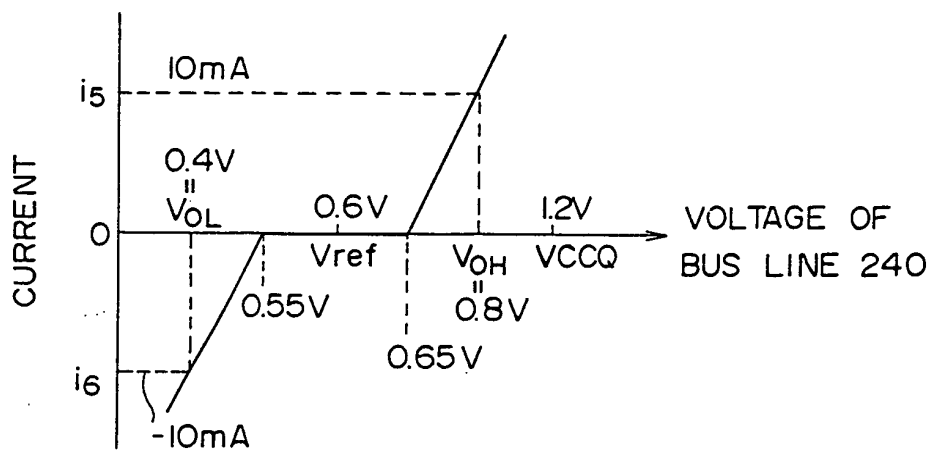 10mA
i5
0.4V
=
VOL
0.6V
1.2V
0
Vref
VOH
VCCQ
VOLTAGE OF
BUS LINE 240
=
0.55V
0.8V
0.65V
i6
-10mA
CURRENT